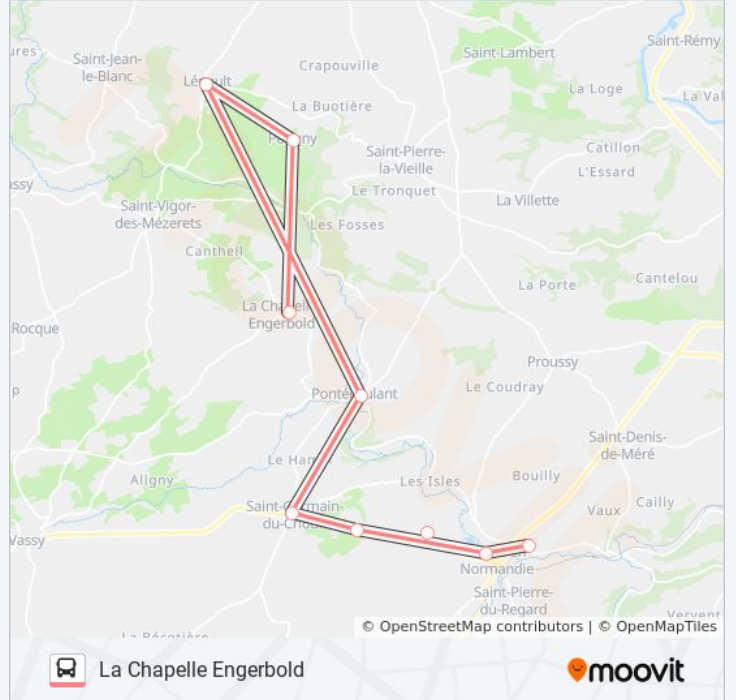 Saint-Jean-
le-Blanc
Saint-Lambert
Saint-Rémy
Crapouville
La Loge
La Val
La Buotière
Saint-Pierre-
la-Vieille
Catillon
L'Essard
Le Tronquet
La Villette
Saint-Vigor-
des-Mézerets
Les Fosses
Cantheil
La Porte
Cantelou
La Chapelle
Engerbold
Rocque
Proussy
Le Coudray
Saint-Denis-
de-Méré
Le Ham
Aligny
Les Isles
Bouilly
Cailly
Vaux
Saint-Germain
Vassy
Normandie-
Saint-Pierre-
du-Regard
© OpenStreetMap contributors | © OpenMapTiles
La Chapelle Engerbold
moovit